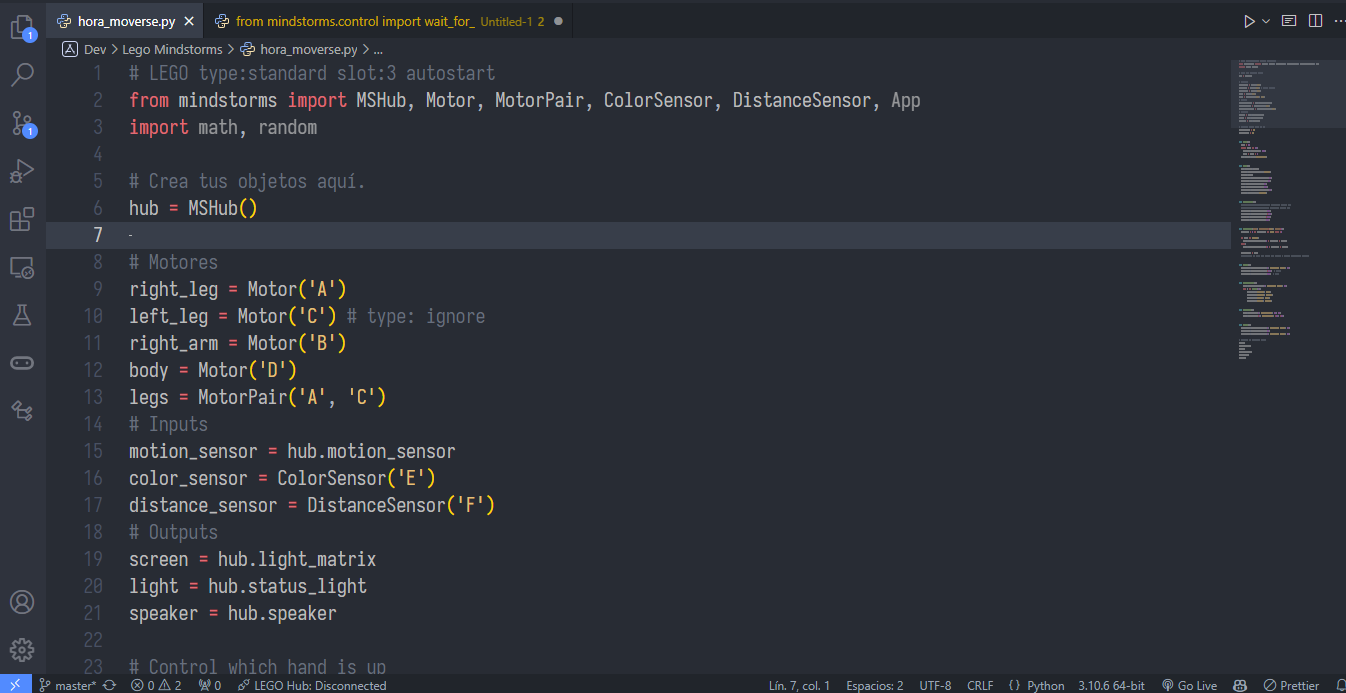 hora_moverse.py
from mindstorms.control import wait_for_ Untitled-1 2
Dev > Lego Mindstorms > hora_moverse.py > ...
1
1
1 # LEGO type:standard slot:3 autostart
2 from mindstorms import MSHub, Motor, MotorPair, ColorSensor, DistanceSensor, App
3 import math, random
4
5 # Crea tus objetos aquí.
6 hub = MSHub()
7
8 # Motores
9 right_leg = Motor('A')
10 left_leg = Motor('C') # type: ignore
11 right_arm = Motor('B')
12 body = Motor('D')
13 legs = MotorPair('A', 'C')
14 # Inputs
15 motion_sensor = hub.motion_sensor
16 color_sensor = ColorSensor('E')
17 distance_sensor = DistanceSensor('F')
18 # Outputs
19 screen = hub.light_matrix
20 light = hub.status_light
21 speaker = hub.speaker
22
23 # Control which hand is up
master* 0 2 0 LEGO Hub: Disconnected Lín. 7, col. 1 Espacios: 2 UTF-8 CRLF {} Python 3.10.6 64-bit Go Live Prettier